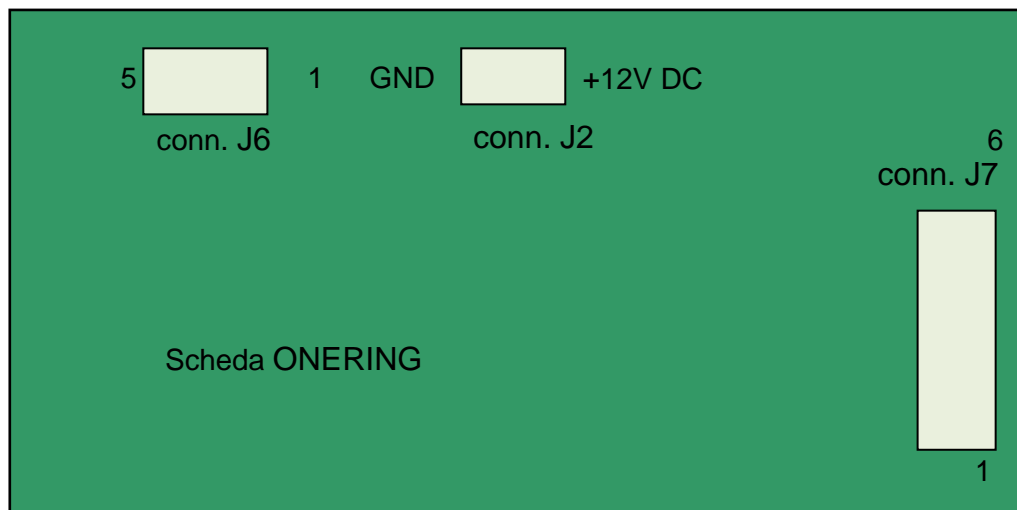 5 1 GND +12V DC
conn. J6 conn. J2
6
conn. J7
Scheda ONERING
1